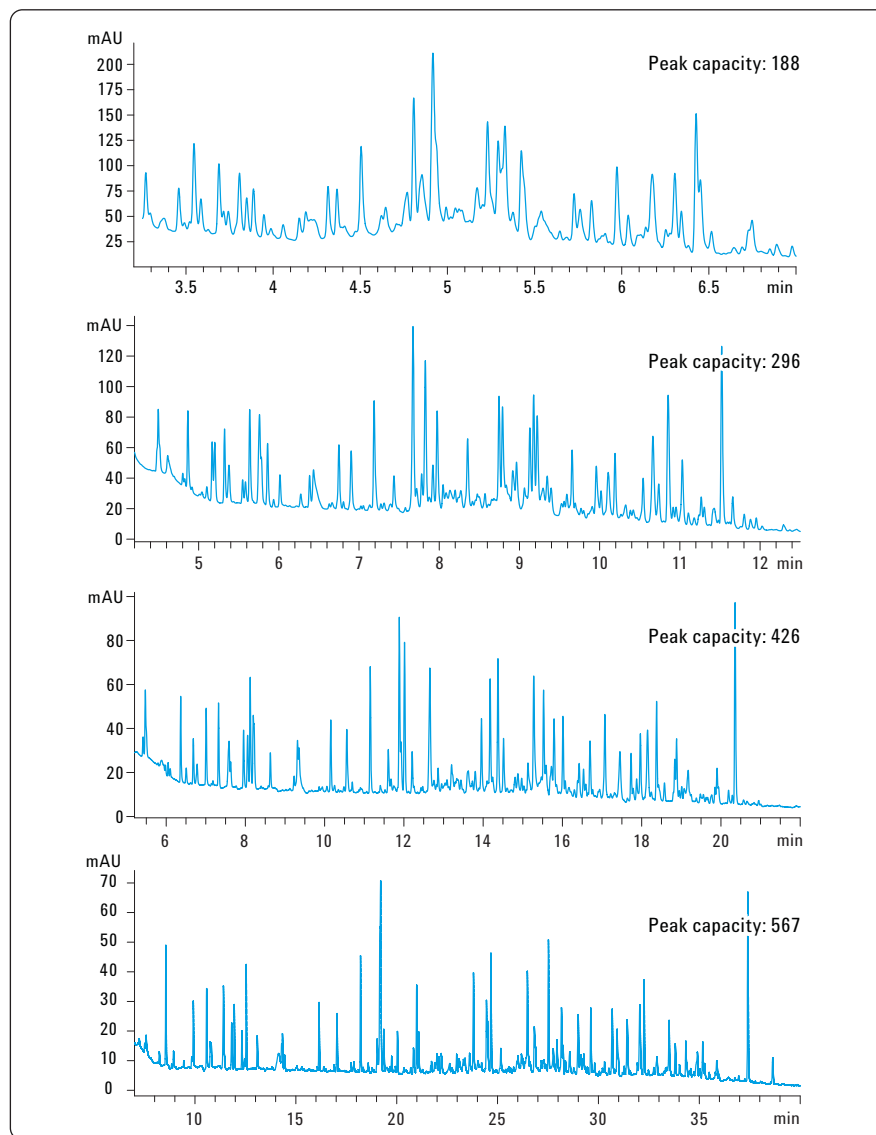 mAU
Peak capacity: 188
200
175
150
125
100
75
50
25
3.5 4 4.5 5 5.5 6 6.5 min
mAU
Peak capacity: 296
120
100
80
60
40
20
0
5 6 7 8 9 10 11 12 min
mAU
Peak capacity: 426
80
60
40
20
0
6 8 10 12 14 16 18 20 min
mAU
70
Peak capacity: 567
60
50
40
30
20
10
0
10 15 20 25 30 35 min